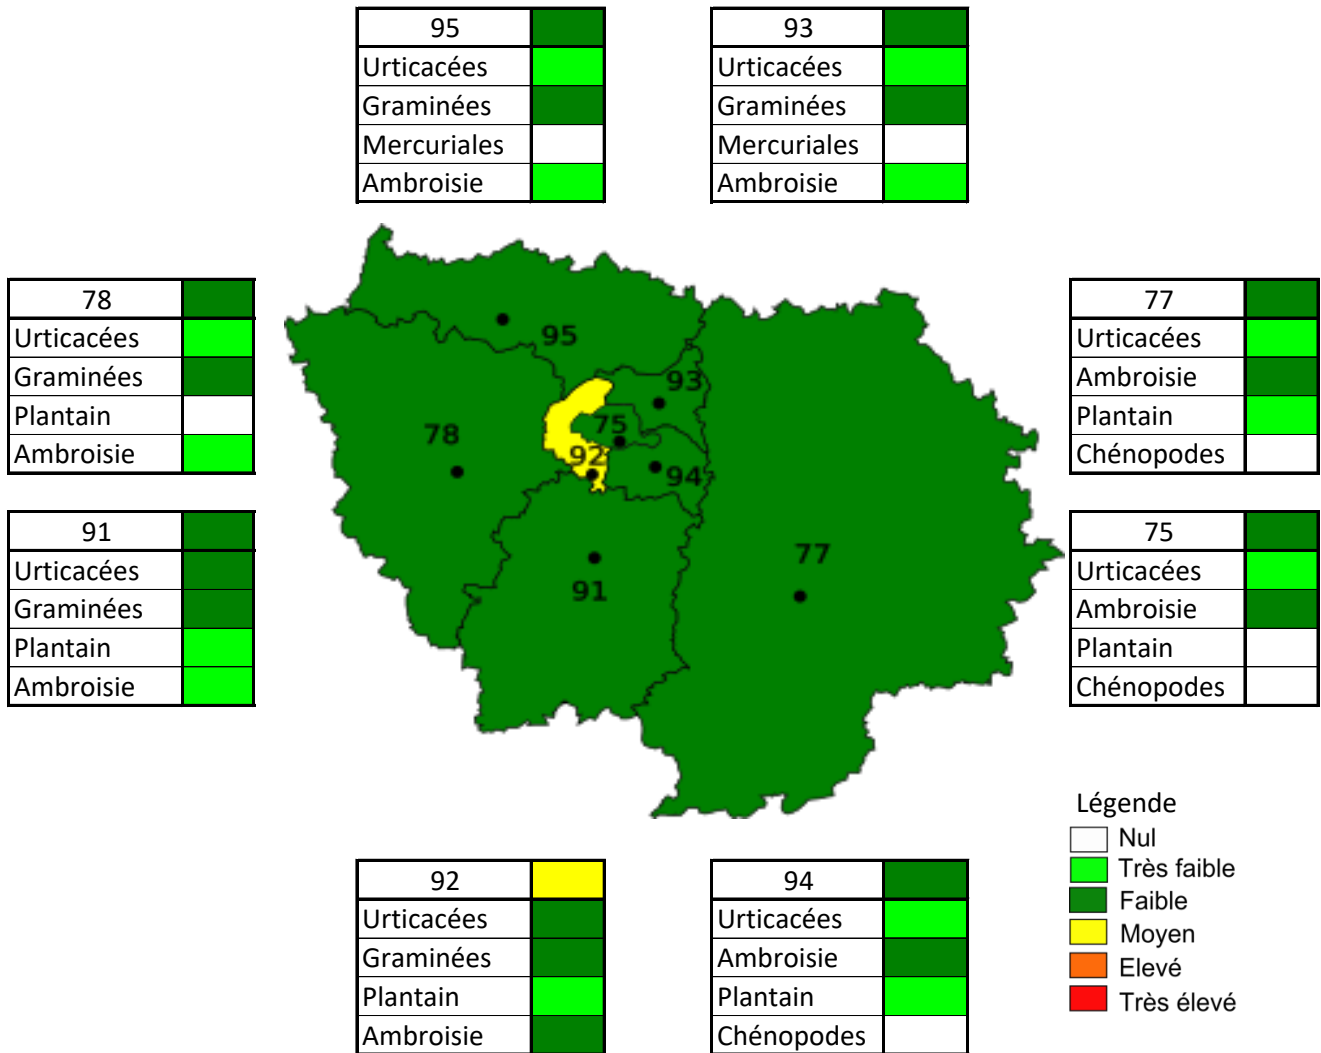 95
Urticacées
Graminées
Mercuriales
Ambroisie
93
Urticacées
Graminées
Mercuriales
Ambroisie
78
Urticacées
Graminées
Plantain
Ambroisie
77
Urticacées
Ambroisie
Plantain
Chénopodes
95
93
75
78
92
94
77
91
91
Urticacées
Graminées
Plantain
Ambroisie
75
Urticacées
Ambroisie
Plantain
Chénopodes
Légende
Nul
Très faible
Faible
Moyen
Elevé
Très élevé
92
Urticacées
Graminées
Plantain
Ambroisie
94
Urticacées
Ambroisie
Plantain
Chénopodes